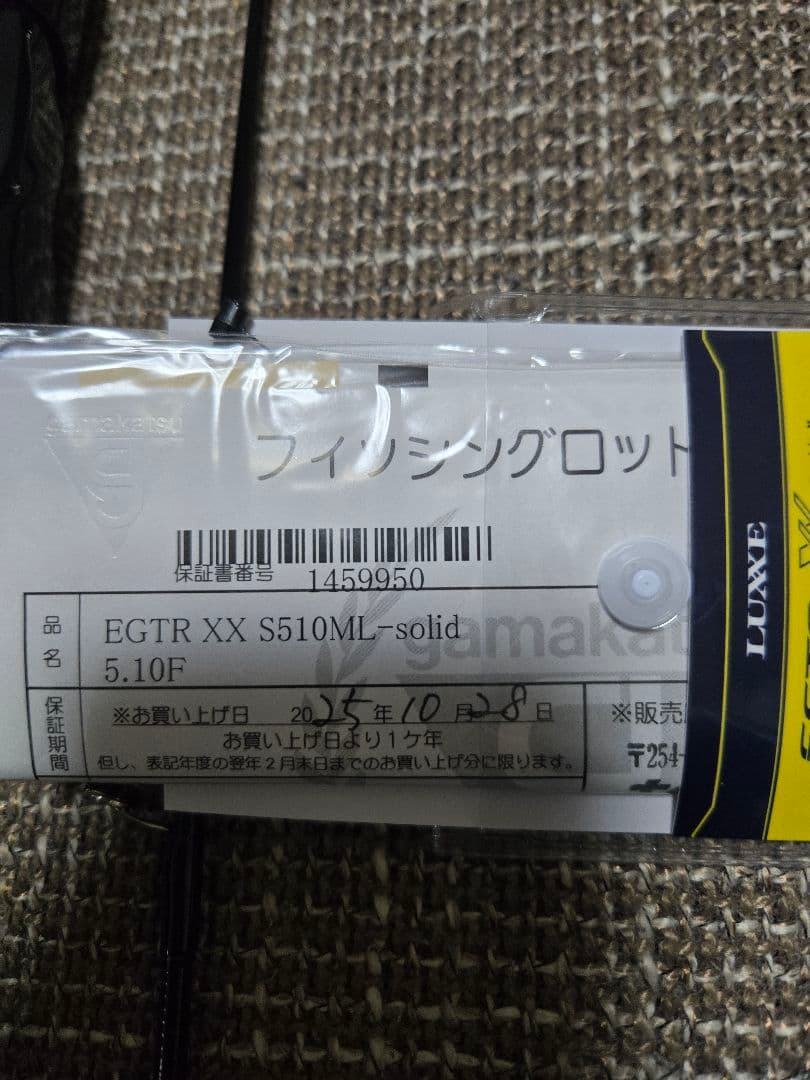 gamakatsu
フィッシングロット
保証書番号 1459950
品名 EGTR XX S510ML-solid
5.10F
gamakat
保証期間 ※お買い上げ日 2025年10月28日
お買い上げ日より1ケ年
但し、表記年度の翌年2月末日までのお買い上げ分に限ります。
※販売
〒254-
LUXXE